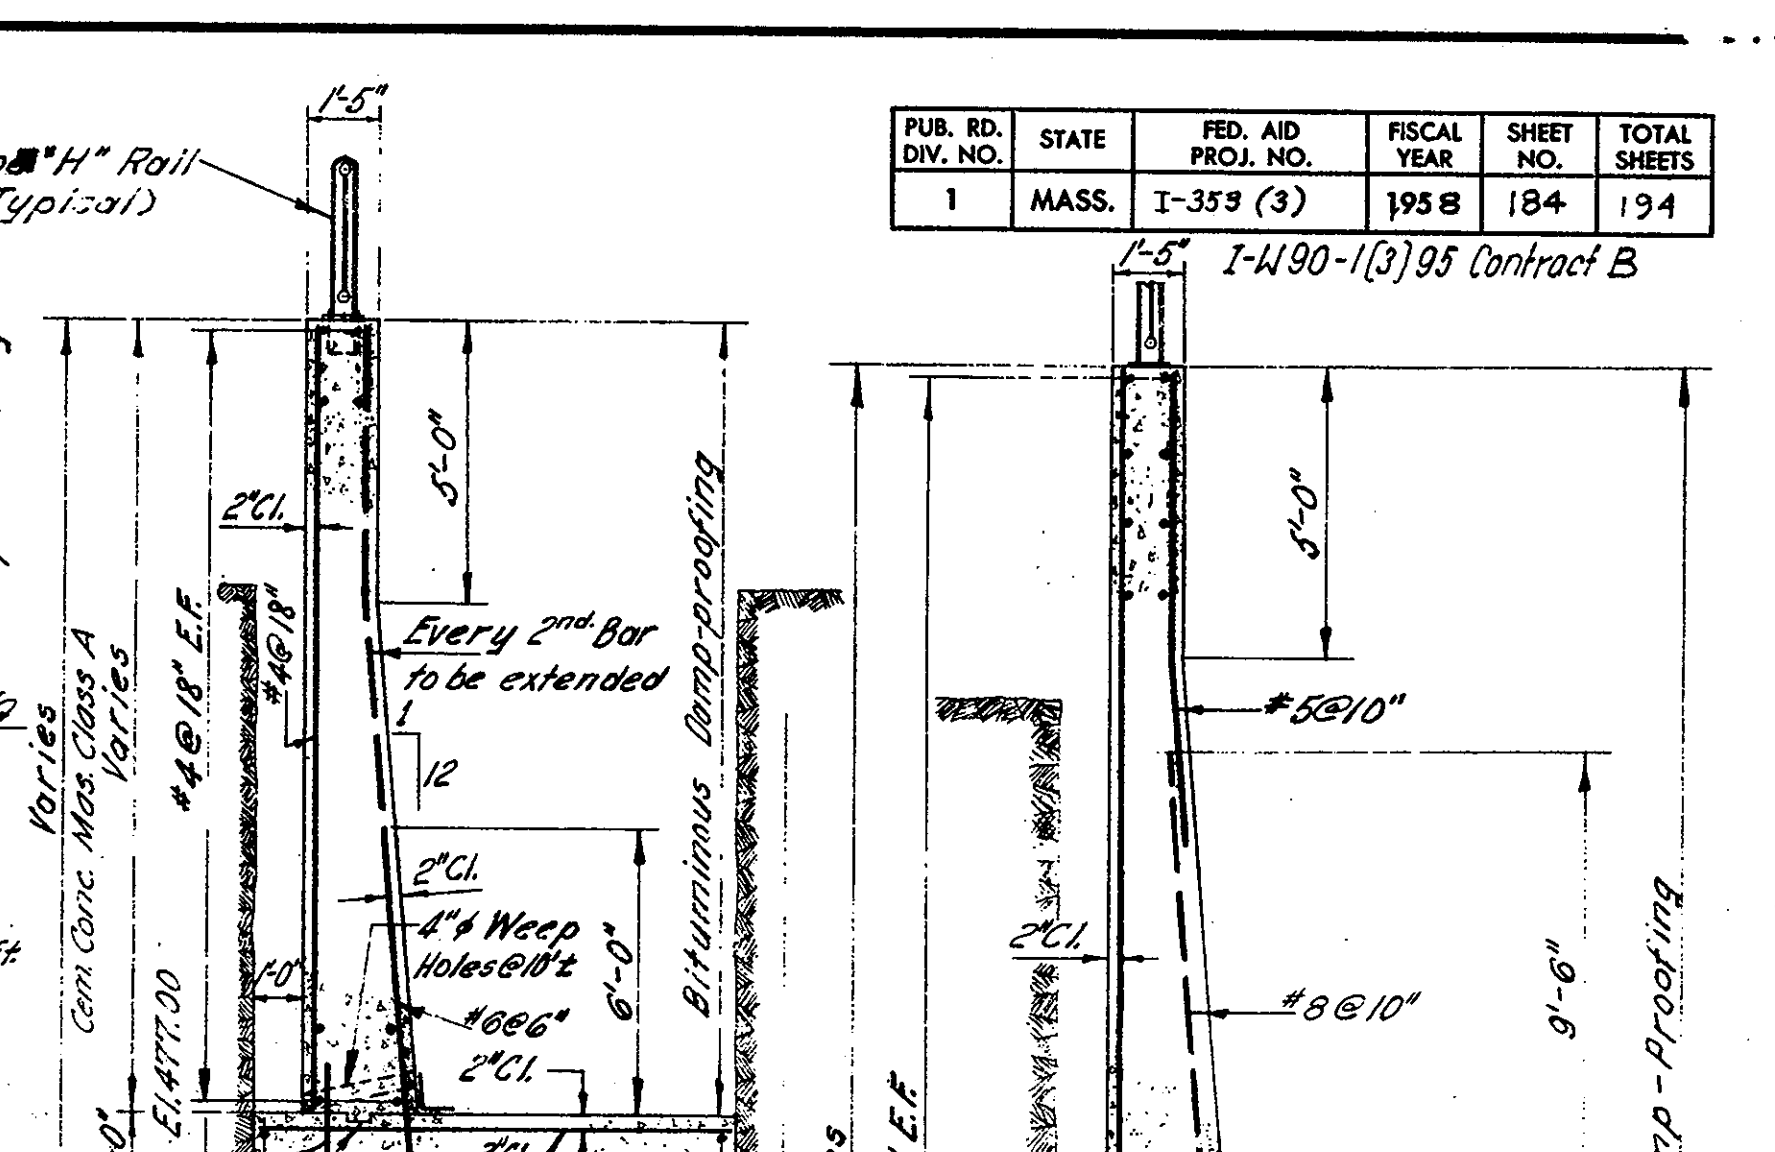 1'-5"
"H" Rail
(Typical)
PUB. RD. DIV. NO. STATE FED. AID PROJ. NO. FISCAL YEAR SHEET NO. TOTAL SHEETS
1 MASS. I-353 (3) 1958 184 194
1'-5" I-W90-1(3)95 Contract B
5'-0"
2"Cl.
#4@18"
#4@18" E.F.
Varies
Cem. Conc. Mas. Class A
Varies
Every 2nd. Bar
to be extended
1
12
Bituminous Damp-proofing
2"Cl.
4"φ Weep
Holes@10'±
6'-0"
1'-0"
#6@6"
2"Cl.
El.477.00
2"Cl.
5'-0"
#5@10"
2"Cl.
#8@10"
9'-6"
E.F.
Proofing